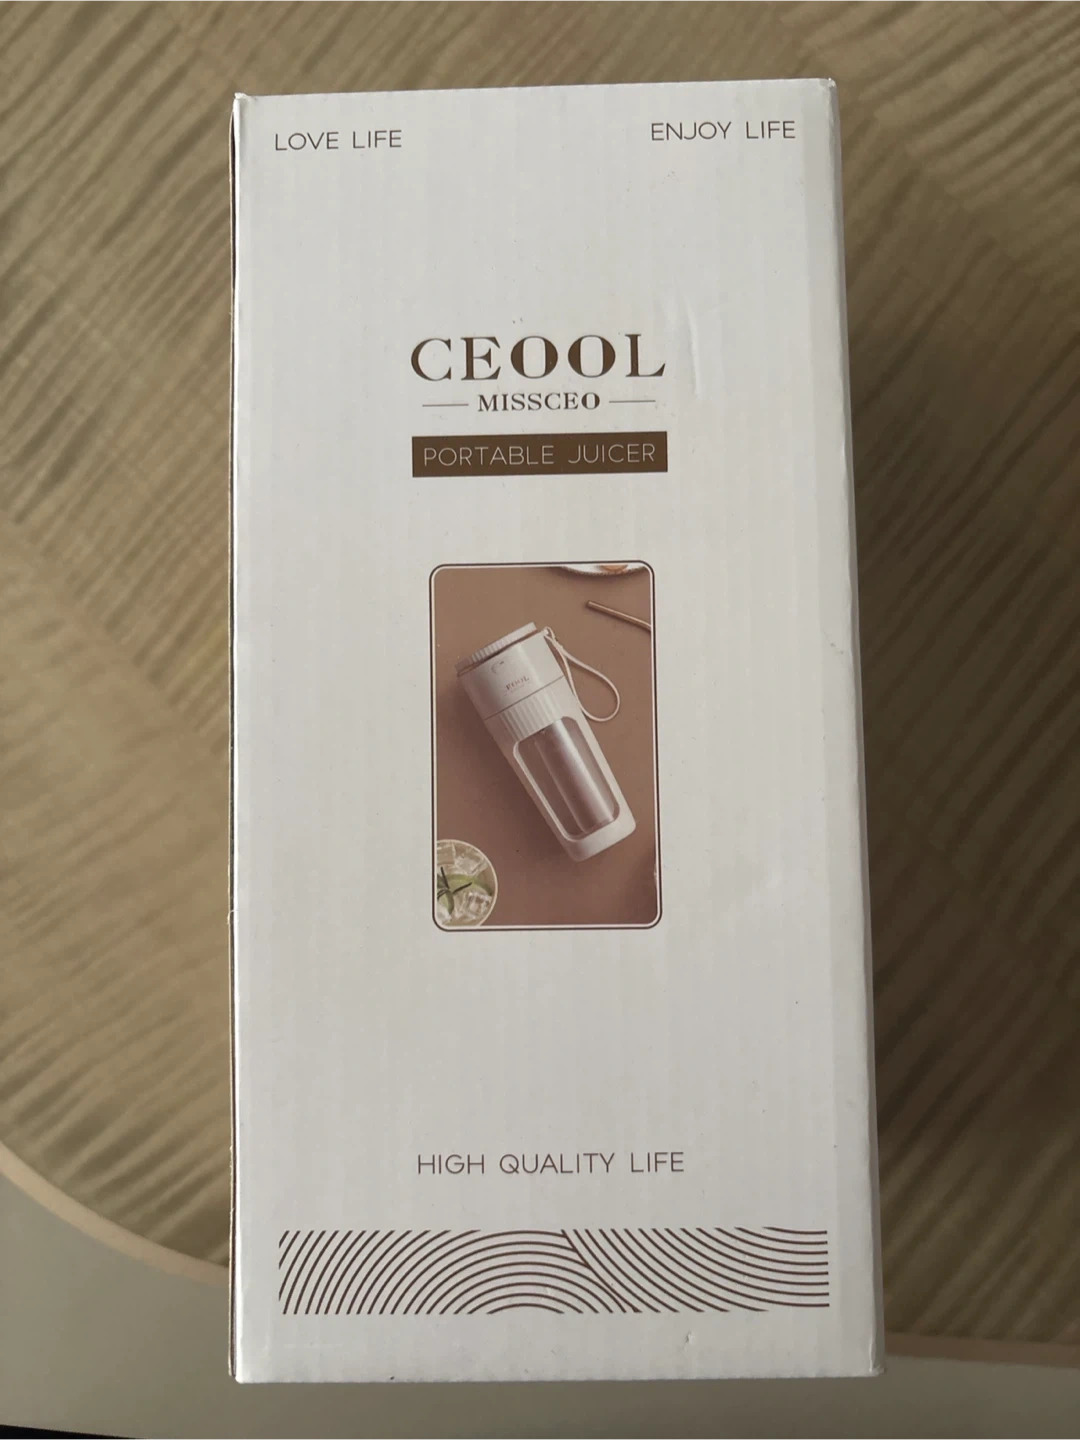 LOVE LIFE
ENJOY LIFE
CEOOL
MISSCEO
PORTABLE JUICER
HIGH QUALITY LIFE